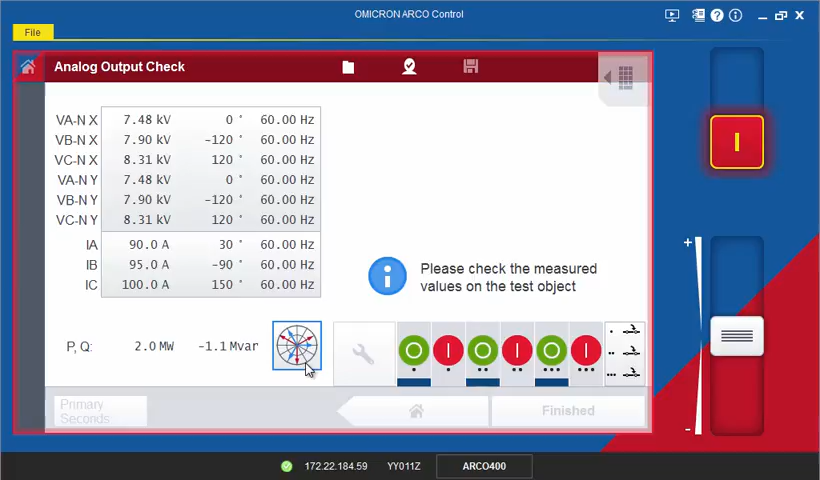 OMICRON ARCO Control
File
Analog Output Check
VA-N X 7.48 kV 0 ° 60.00 Hz
VB-N X 7.90 kV -120 ° 60.00 Hz
VC-N X 8.31 kV 120 ° 60.00 Hz
VA-N Y 7.48 kV 0 ° 60.00 Hz
VB-N Y 7.90 kV -120 ° 60.00 Hz
VC-N Y 8.31 kV 120 ° 60.00 Hz
IA 90.0 A 30 ° 60.00 Hz
IB 95.0 A -90 ° 60.00 Hz
IC 100.0 A 150 ° 60.00 Hz
Please check the measured
values on the test object
P, Q: 2.0 MW -1.1 Mvar
Primary
Seconds:
Finished
+
-
172.22.184.59 YY011Z ARCO400